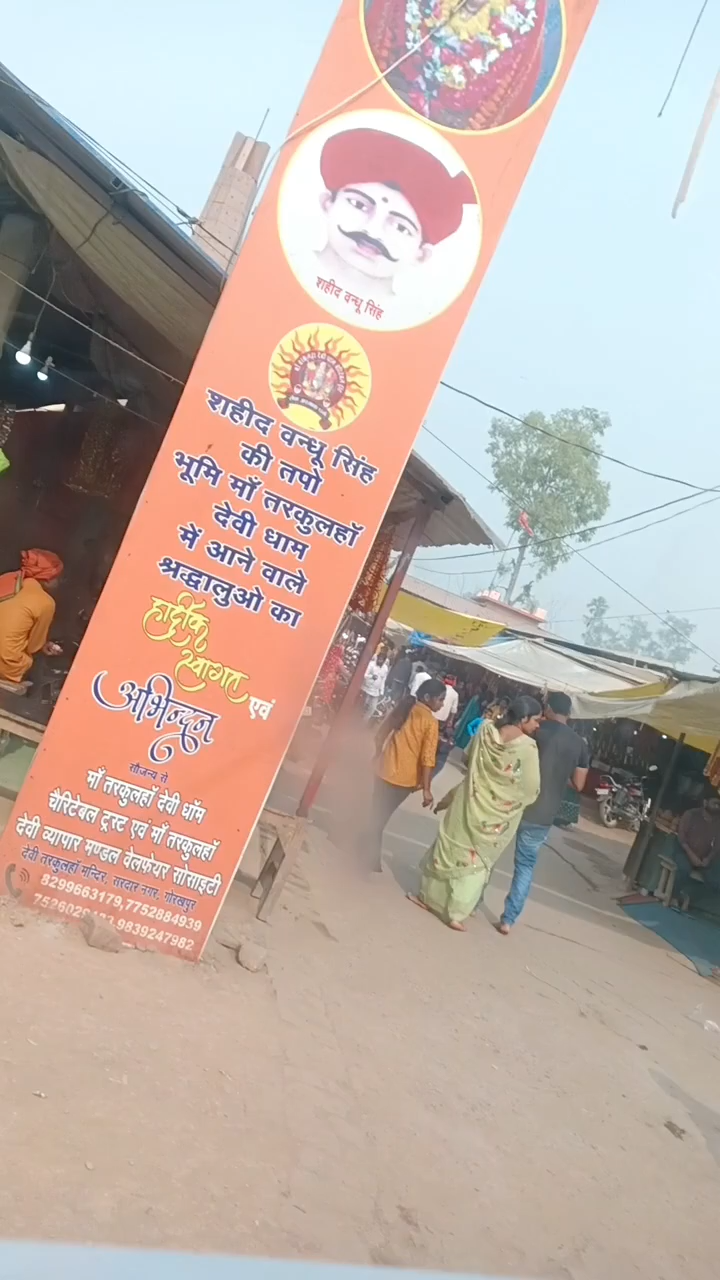 शहीद वन्धू सिंह
शहीद वन्धू सिंह
की तपो
भूमि माँ तरकुलहाँ
देवी धाम
में आने वाले
श्रद्धालुओ का
हार्दीक
स्वागत एवं
अभिन्दन
सौजन्य से
माँ तरकुलहाँ देवी धाँम
चैरिटेबल ट्रस्ट एवं माँ तरकुलहाँ
देवी व्यापार मण्डल वेलफेयर सोसाइटी
देवी तरकुलहाँ मन्दिर, सरदार नगर, गोरखपुर
8299663179,7752884939
9839247982